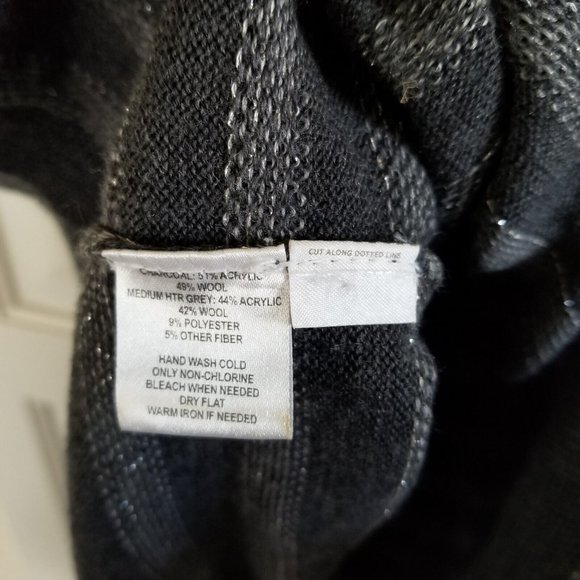 CHARCOAL: 51% ACRYLIC
49% WOOL
MEDIUM HTR GREY: 44% ACRYLIC
42% WOOL
9% POLYESTER
5% OTHER FIBER
HAND WASH COLD
ONLY NON-CHLORINE
BLEACH WHEN NEEDED
DRY FLAT
WARM IRON IF NEEDED
CUT ALONG DOTTED LINE